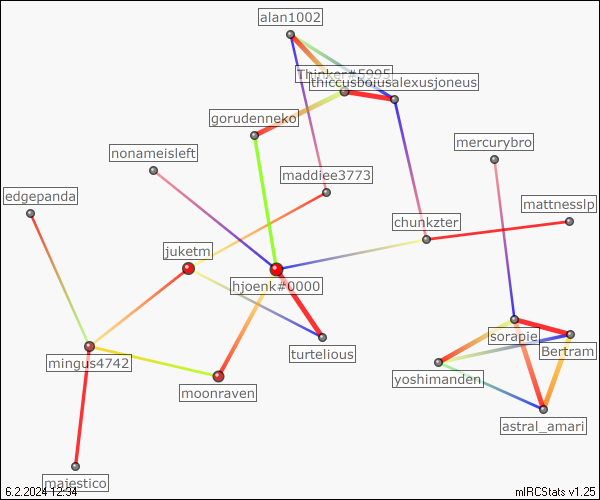 alan1002
Thinker#5995
thiccusboiusalexusjoneus
gorudenneko
mercurybro
nonameisleft
maddiee3773
edgepanda
mattnesslp
chunkzter
juketm
hjoenk#0000
sorapie
Bertram
turtelious
mingus4742
yoshimanden
moonraven
astral_amari
majestico
6.2.2024 12:34
mIRCStats v1.25